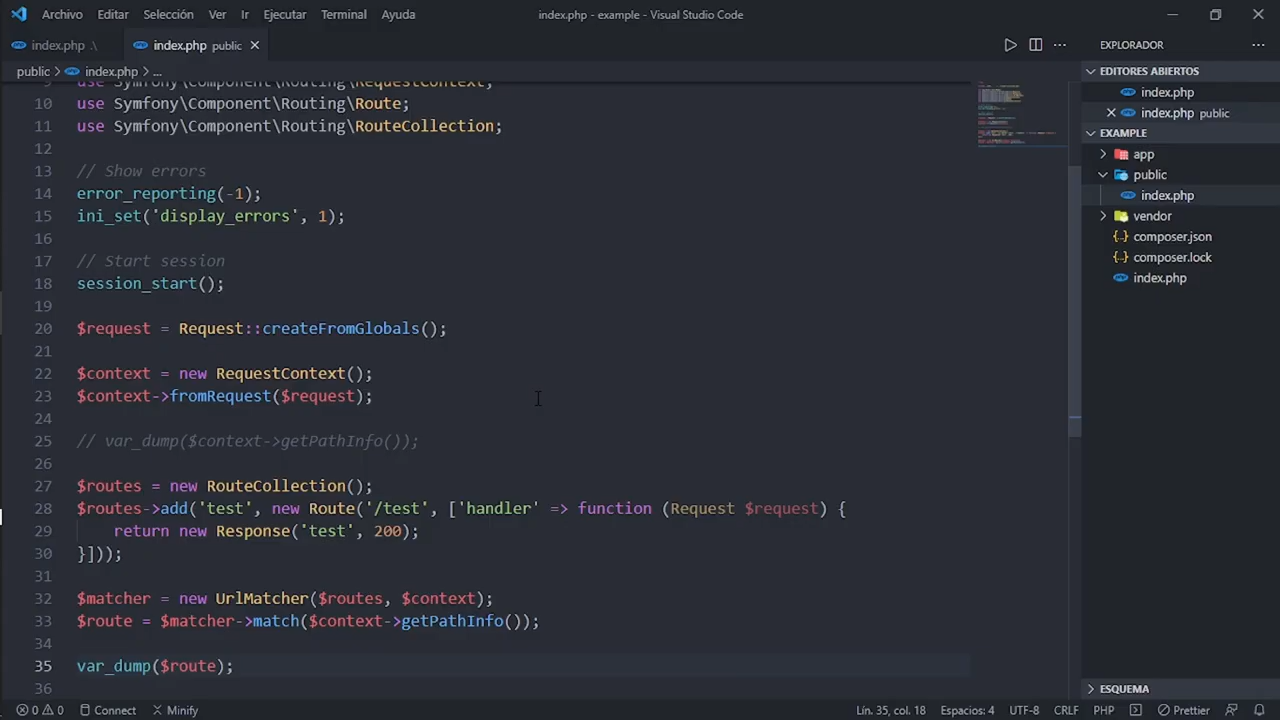 Archivo Editar Selección Ver Ir Ejecutar Terminal Ayuda
index.php - example - Visual Studio Code
index.php .\
index.php public
public > index.php > ...
9 use Symfony\Component\Routing\RequestContext;
10 use Symfony\Component\Routing\Route;
11 use Symfony\Component\Routing\RouteCollection;
12
13 // Show errors
14 error_reporting(-1);
15 ini_set('display_errors', 1);
16
17 // Start session
18 session_start();
19
20 $request = Request::createFromGlobals();
21
22 $context = new RequestContext();
23 $context->fromRequest($request);
24
25 // var_dump($context->getPathInfo());
26
27 $routes = new RouteCollection();
28 $routes->add('test', new Route('/test', ['handler' => function (Request $request) {
29     return new Response('test', 200);
30 }]));
31
32 $matcher = new UrlMatcher($routes, $context);
33 $route = $matcher->match($context->getPathInfo());
34
35 var_dump($route);
36
EXPLORADOR
EDITORES ABIERTOS
index.php
index.php public
EXAMPLE
app
public
index.php
vendor
composer.json
composer.lock
index.php
ESQUEMA
0 0 Connect Minify
Lín. 35, col. 18 Espacios: 4 UTF-8 CRLF PHP Prettier